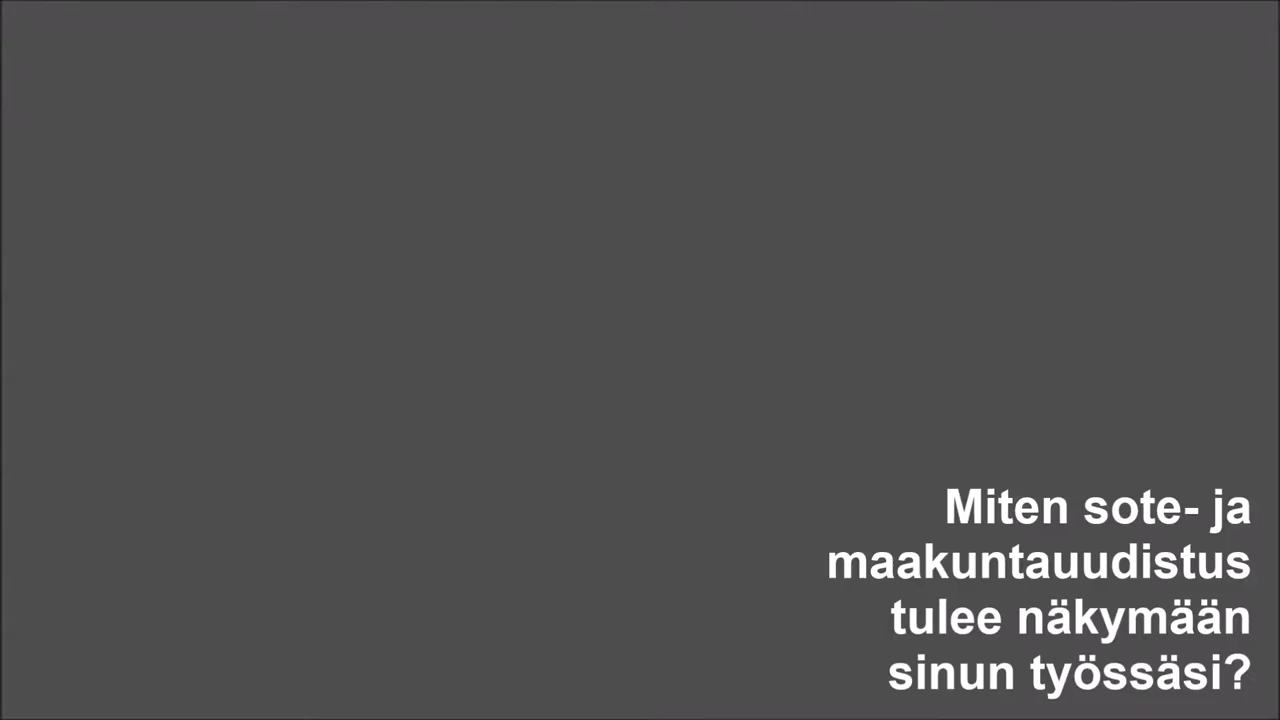 Miten sote- ja
maakuntauudistus
tulee näkymään
sinun työssäsi?